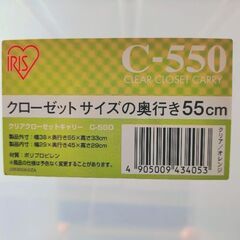 IRIS
C-550
CLEAR CLOSET CARRY
クローゼットサイズの奥行き55cm
クリアクローゼットキャリー C-550
製品外寸：幅38×奥行き55×高さ33cm
製品内寸：幅29×奥行き45×高さ29cm
材質：ポリプロピレン
クリア／オレンジ
4905009434053